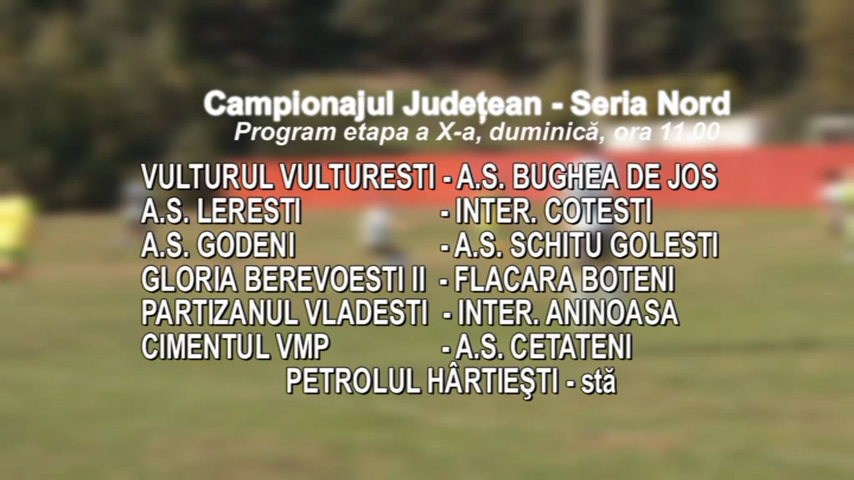 Campionajul Județean - Seria Nord
Program etapa a X-a, duminică, ora 11.00
VULTURUL VULTURESTI - A.S. BUGHEA DE JOS
A.S. LERESTI - INTER. COTESTI
A.S. GODENI - A.S. SCHITU GOLESTI
GLORIA BEREVOESTI II - FLACARA BOTENI
PARTIZANUL VLADESTI - INTER. ANINOASA
CIMENTUL VMP - A.S. CETATENI
PETROLUL HÂRTIEŞTI - stă